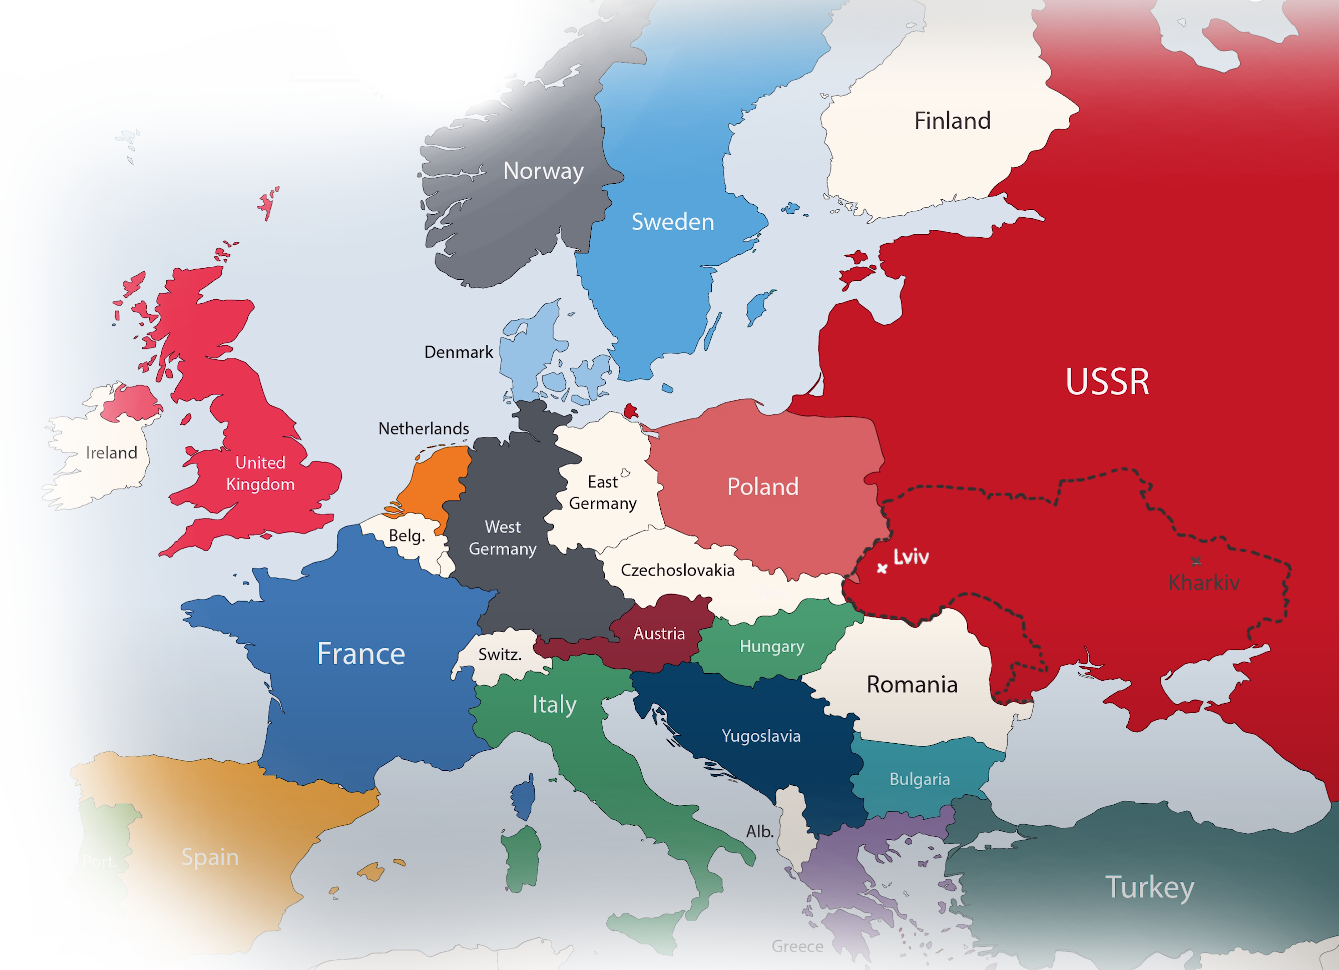 Finland
Norway
Sweden
Denmark
USSR
Netherlands
Ireland
United
Kingdom
East
Germany
Poland
Belg.
West
Germany
Lviv
Czechoslovakia
Kharkiv
France
Switz.
Austria
Hungary
Romania
Italy
Yugoslavia
Bulgaria
Alb.
Port.
Spain
Turkey
Greece